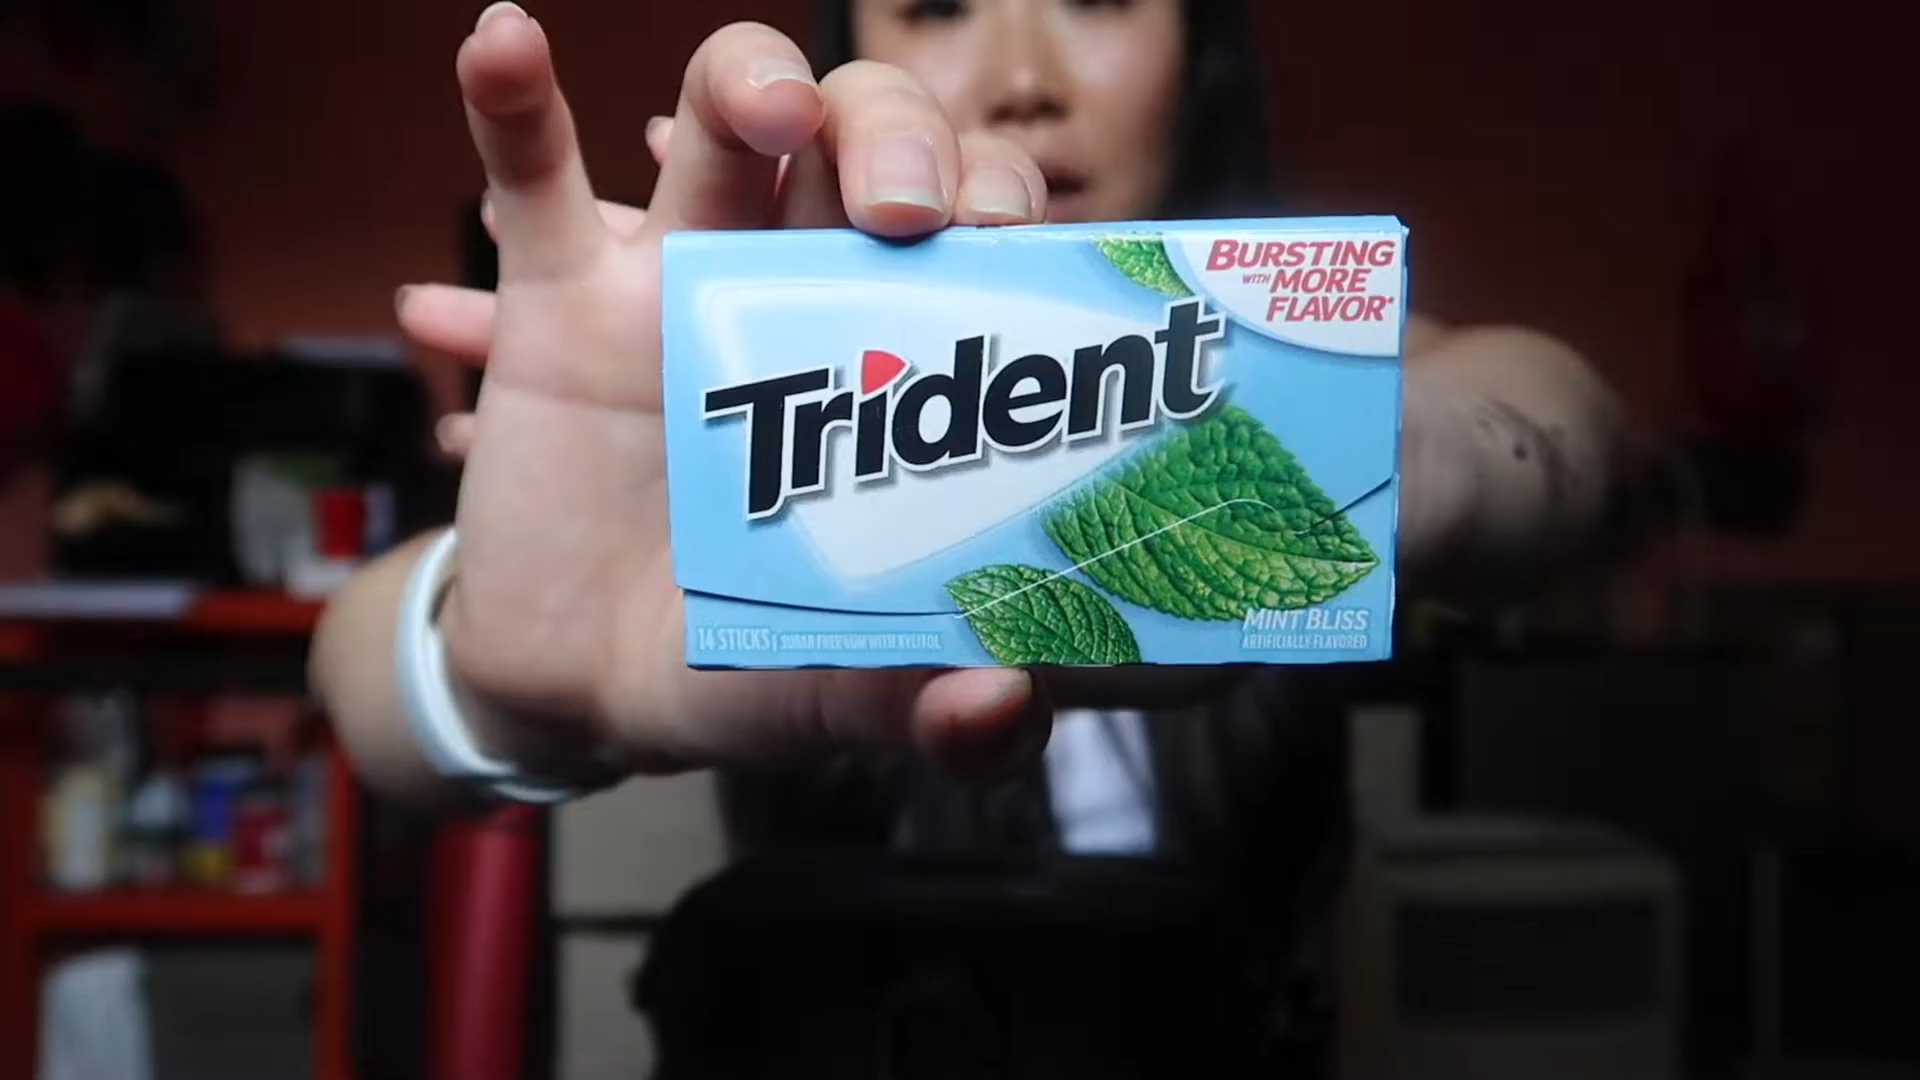 BURSTING
WITH MORE
FLAVOR*
Trident
14 STICKS | SUGAR FREE GUM WITH XYLITOL
MINT BLISS
ARTIFICIALLY FLAVORED